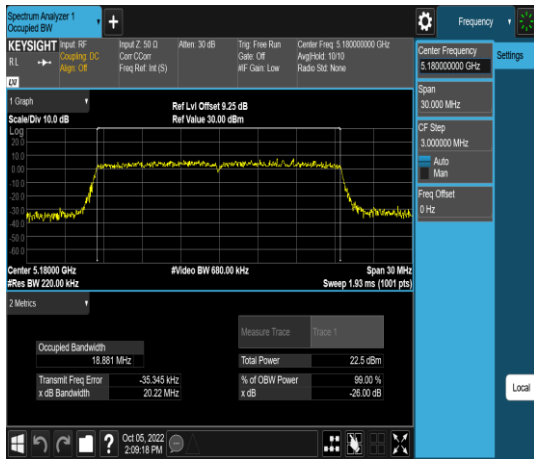 Spectrum Analyzer 1
Occupied BW
Frequency
KEYSIGHT
Input: RF
Input Z: 50 Ω
Atten: 30 dB
Trig: Free Run
Center Freq: 5.180000000 GHz
RL
Coupling: DC
Corr CCorr
Gate: Off
Avg|Hold: 10/10
Align: Off
Freq Ref: Int (S)
#IF Gain: Low
Radio Std: None
LXI
Center Frequency
5.180000000 GHz
Settings
Span
30.000 MHz
CF Step
3.000000 MHz
Auto
Man
Freq Offset
0 Hz
Local
1 Graph
Ref Lvl Offset 9.25 dB
Scale/Div 10.0 dB
Ref Value 30.00 dBm
Log
20.0
10.0
0.00
-10.0
-20.0
-30.0
-40.0
-50.0
-60.0
Center 5.18000 GHz
#Video BW 680.00 kHz
Span 30 MHz
#Res BW 220.00 kHz
Sweep 1.93 ms (1001 pts)
2 Metrics
Measure Trace
Trace 1
Occupied Bandwidth
18.881 MHz
Total Power
22.5 dBm
Transmit Freq Error
-35.345 kHz
% of OBW Power
99.00 %
x dB Bandwidth
20.22 MHz
x dB
-26.00 dB
Oct 05, 2022
2:09:18 PM